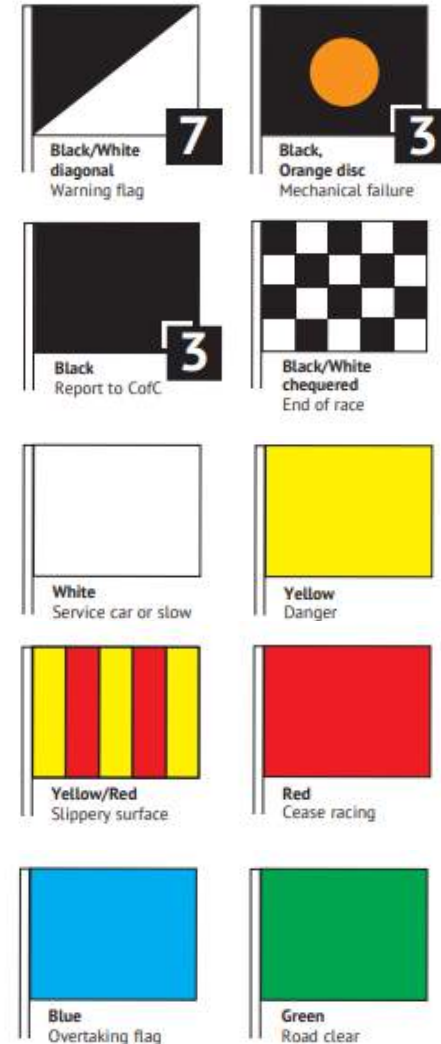 7
Black/White
diagonal
Warning flag
3
Black,
Orange disc
Mechanical failure
3
Black
Report to CofC
Black/White
chequered
End of race
White
Service car or slow
Yellow
Danger
Yellow/Red
Slippery surface
Red
Cease racing
Blue
Overtaking flag
Green
Road clear